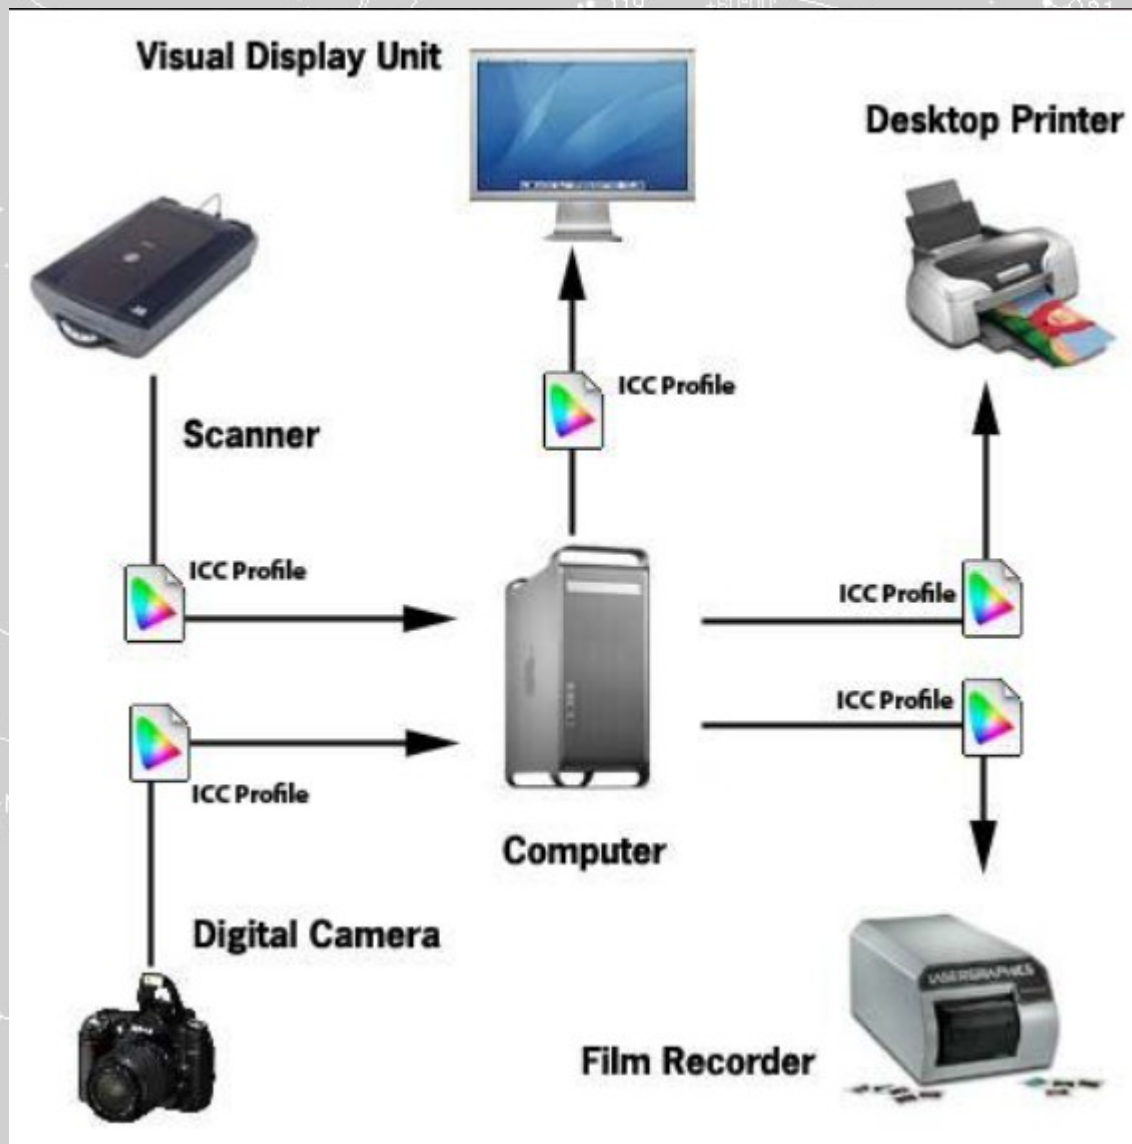 Visual Display Unit
Desktop Printer
ICC Profile
Scanner
ICC Profile
ICC Profile
ICC Profile
ICC Profile
Computer
Digital Camera
LASERGRAPHICS
Film Recorder